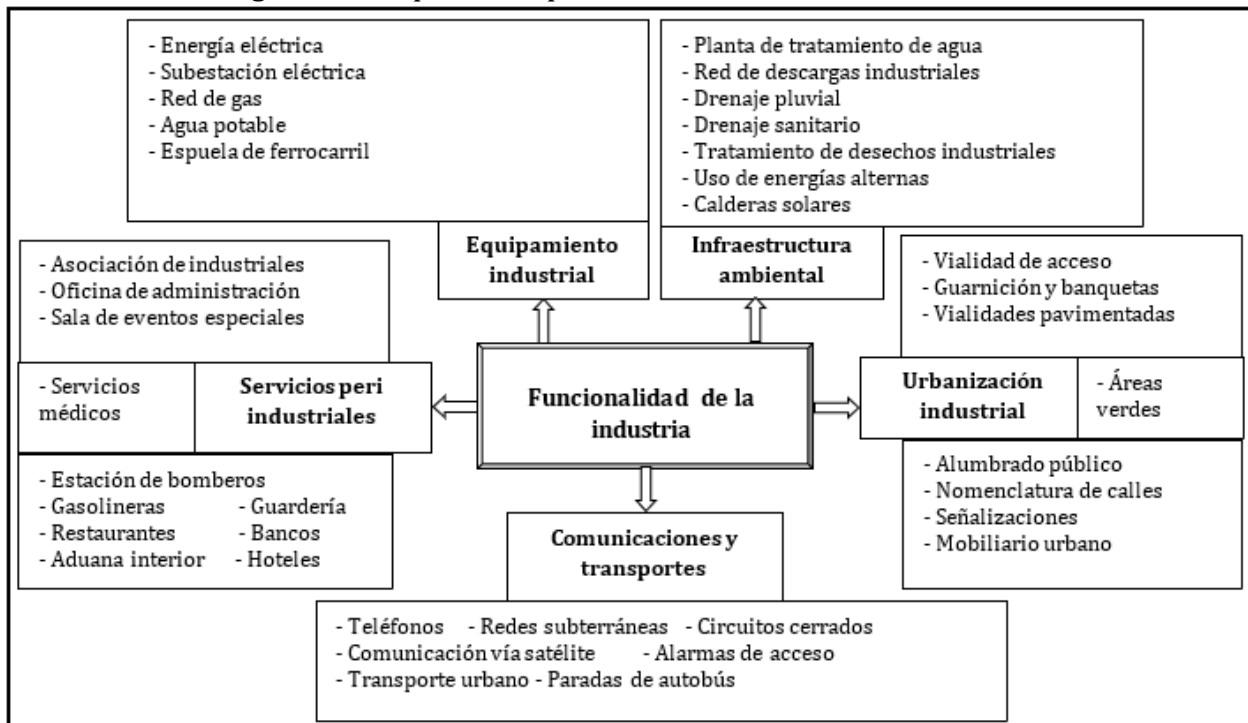 - Energía eléctrica
- Subestación eléctrica
- Red de gas
- Agua potable
- Espuela de ferrocarril
Equipamiento
industrial
- Planta de tratamiento de agua
- Red de descargas industriales
- Drenaje pluvial
- Drenaje sanitario
- Tratamiento de desechos industriales
- Uso de energías alternas
- Calderas solares
Infraestructura
ambiental
- Asociación de industriales
- Oficina de administración
- Sala de eventos especiales
- Servicios
médicos
Servicios peri
industriales
- Estación de bomberos
- Gasolineras - Guardería
- Restaurantes - Bancos
- Aduana interior - Hoteles
Funcionalidad de la
industria
- Vialidad de acceso
- Guarnición y banquetas
- Vialidades pavimentadas
Urbanización
industrial
- Áreas
verdes
- Alumbrado público
- Nomenclatura de calles
- Señalizaciones
- Mobiliario urbano
Comunicaciones y
transportes
- Teléfonos - Redes subterráneas - Circuitos cerrados
- Comunicación vía satélite - Alarmas de acceso
- Transporte urbano - Paradas de autobús